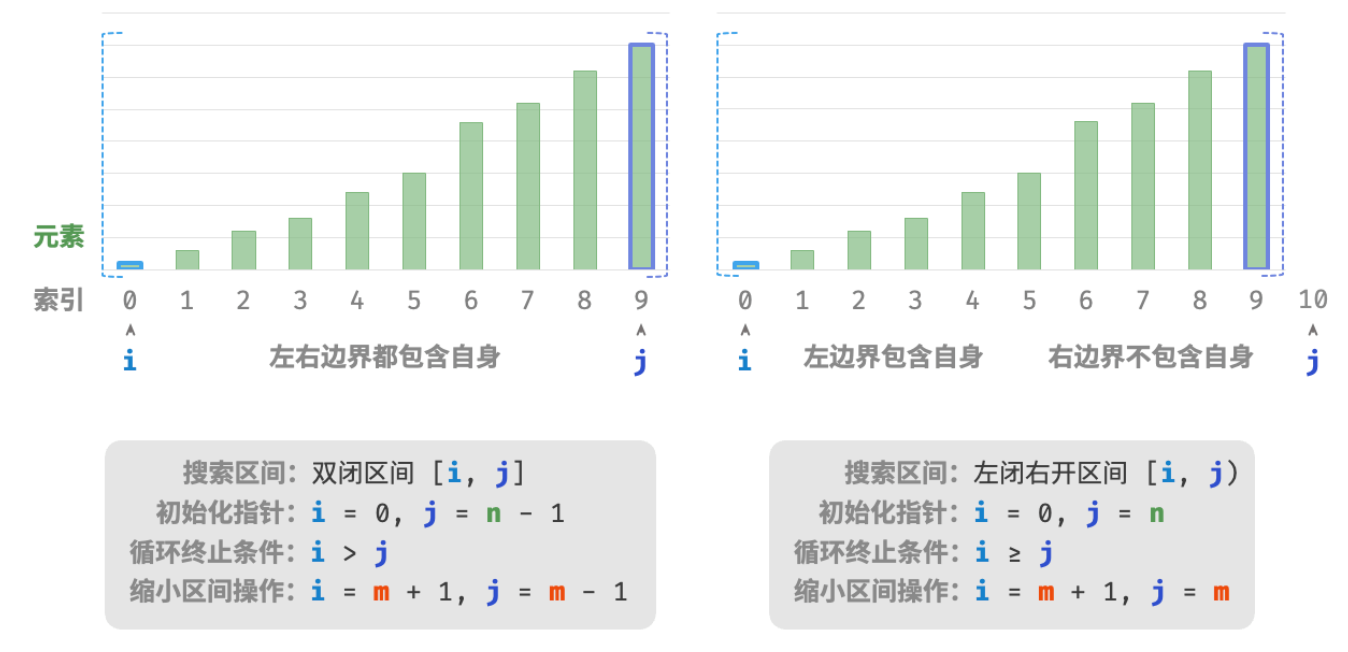 元素
索引 0 1 2 3 4 5 6 7 8 9
i 左右边界都包含自身 j
搜索区间：双闭区间 [i, j]
初始化指针：i = 0, j = n - 1
循环终止条件：i > j
缩小区间操作：i = m + 1, j = m - 1
0 1 2 3 4 5 6 7 8 9 10
i 左边界包含自身 右边界不包含自身 j
搜索区间：左闭右开区间 [i, j)
初始化指针：i = 0, j = n
循环终止条件：i ≥ j
缩小区间操作：i = m + 1, j = m